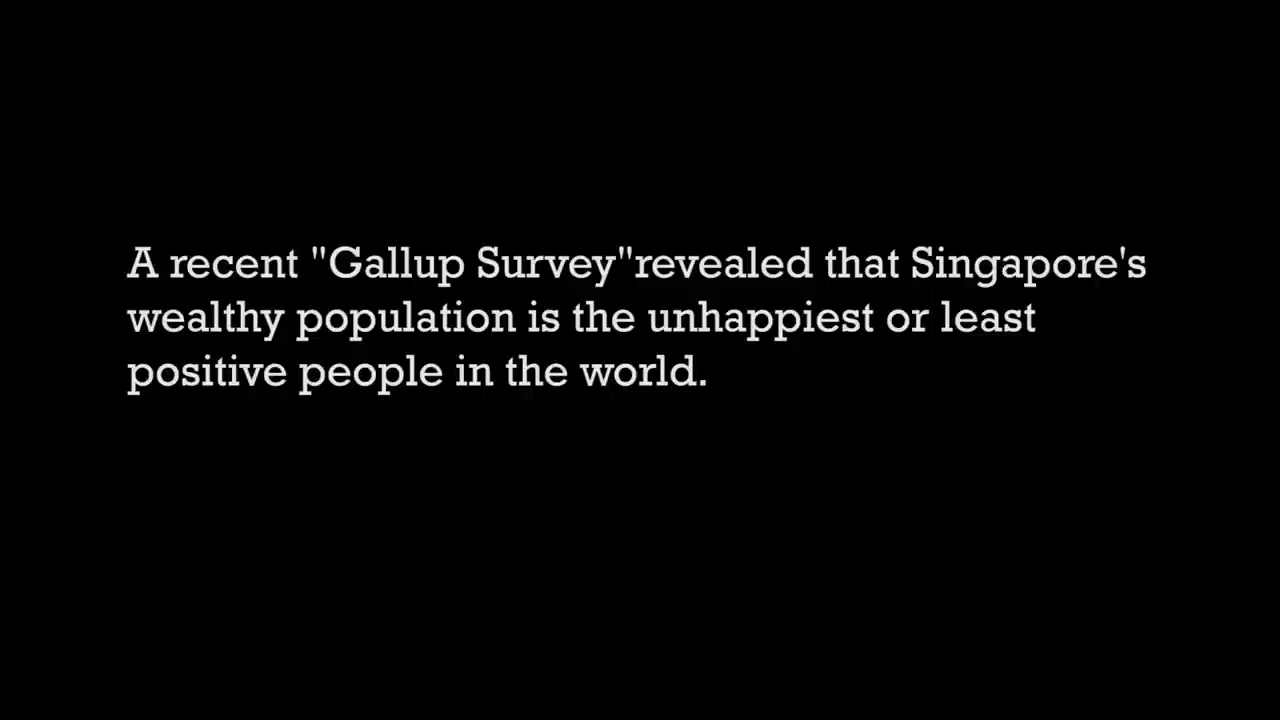 A recent "Gallup Survey"revealed that Singapore's
wealthy population is the unhappiest or least
positive people in the world.